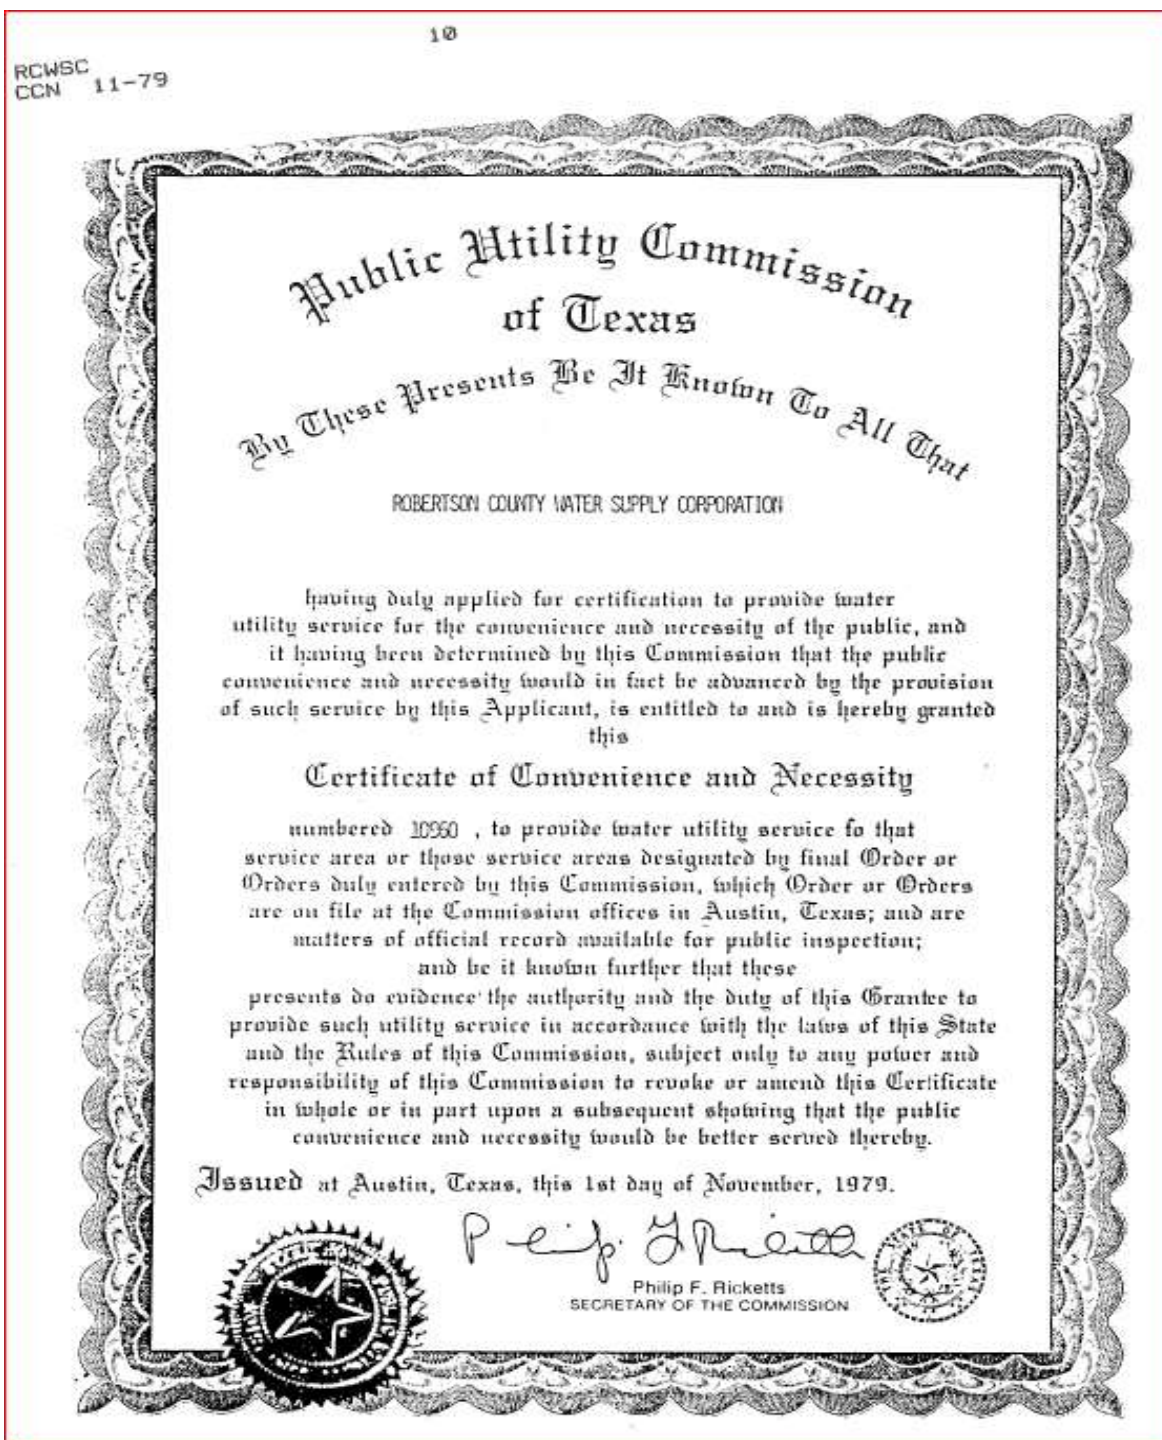 10
RCWSC
CCN 11-79
Public Utility Commission
of Texas
By These Presents Be It Known To All That
ROBERTSON COUNTY WATER SUPPLY CORPORATION
having duly applied for certification to provide water
utility service for the convenience and necessity of the public, and
it having been determined by this Commission that the public
convenience and necessity would in fact be advanced by the provision
of such service by this Applicant, is entitled to and is hereby granted
this
Certificate of Convenience and Necessity
numbered 10960 , to provide water utility service fo that
service area or those service areas designated by final Order or
Orders duly entered by this Commission, which Order or Orders
are on file at the Commission offices in Austin, Texas; and are
matters of official record available for public inspection;
and be it known further that these
presents do evidence the authority and the duty of this Grantee to
provide such utility service in accordance with the laws of this State
and the Rules of this Commission, subject only to any power and
responsibility of this Commission to revoke or amend this Certificate
in whole or in part upon a subsequent showing that the public
convenience and necessity would be better served thereby.
Issued at Austin, Texas, this 1st day of November, 1979.
Philip F. Ricketts
Philip F. Ricketts
SECRETARY OF THE COMMISSION
THE STATE OF TEXAS